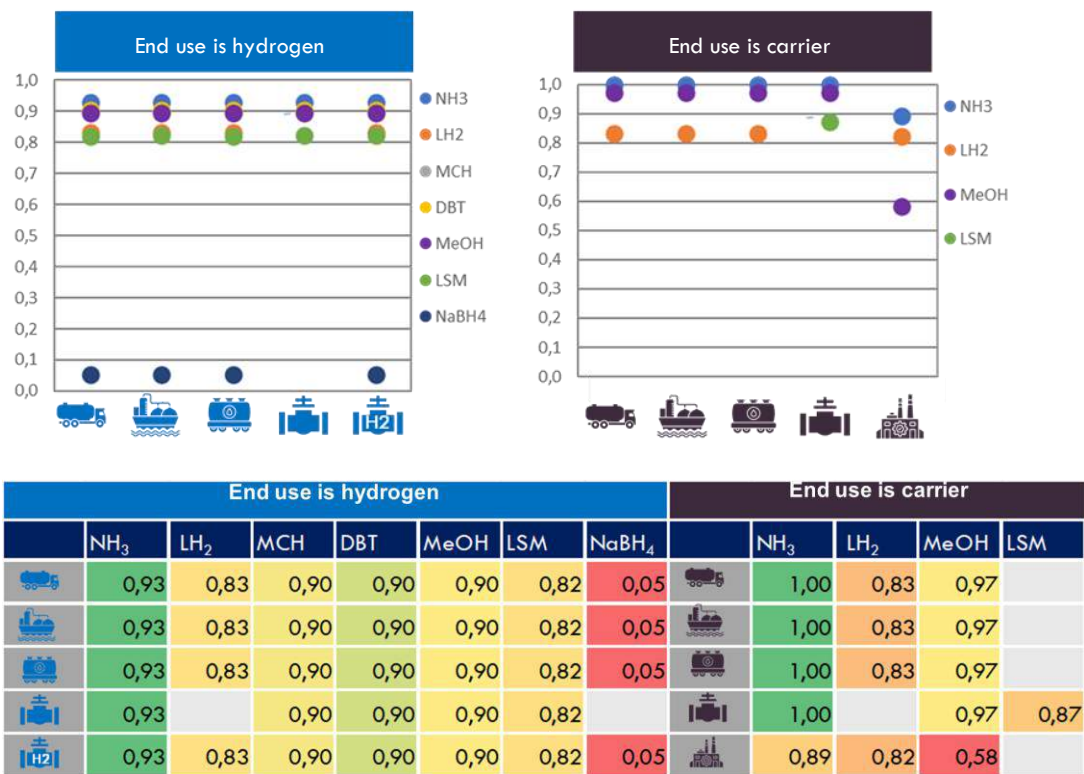 End use is hydrogen
1,0
0,9
0,8
0,7
0,6
0,5
0,4
0,3
0,2
0,1
0,0
NH3
LH2
MCH
DBT
MeOH
LSM
NaBH4
H2
End use is carrier
1,0
0,9
0,8
0,7
0,6
0,5
0,4
0,3
0,2
0,1
0,0
NH3
LH2
MeOH
LSM
End use is hydrogen End use is carrier
NH₃ LH₂ MCH DBT MeOH LSM NaBH₄ NH₃ LH₂ MeOH LSM
0,93 0,83 0,90 0,90 0,90 0,82 0,05 1,00 0,83 0,97
0,93 0,83 0,90 0,90 0,90 0,82 0,05 1,00 0,83 0,97
0,93 0,83 0,90 0,90 0,90 0,82 0,05 1,00 0,83 0,97
0,93 0,90 0,90 0,90 0,82 1,00 0,97 0,87
H2 0,93 0,83 0,90 0,90 0,90 0,82 0,05 0,89 0,82 0,58